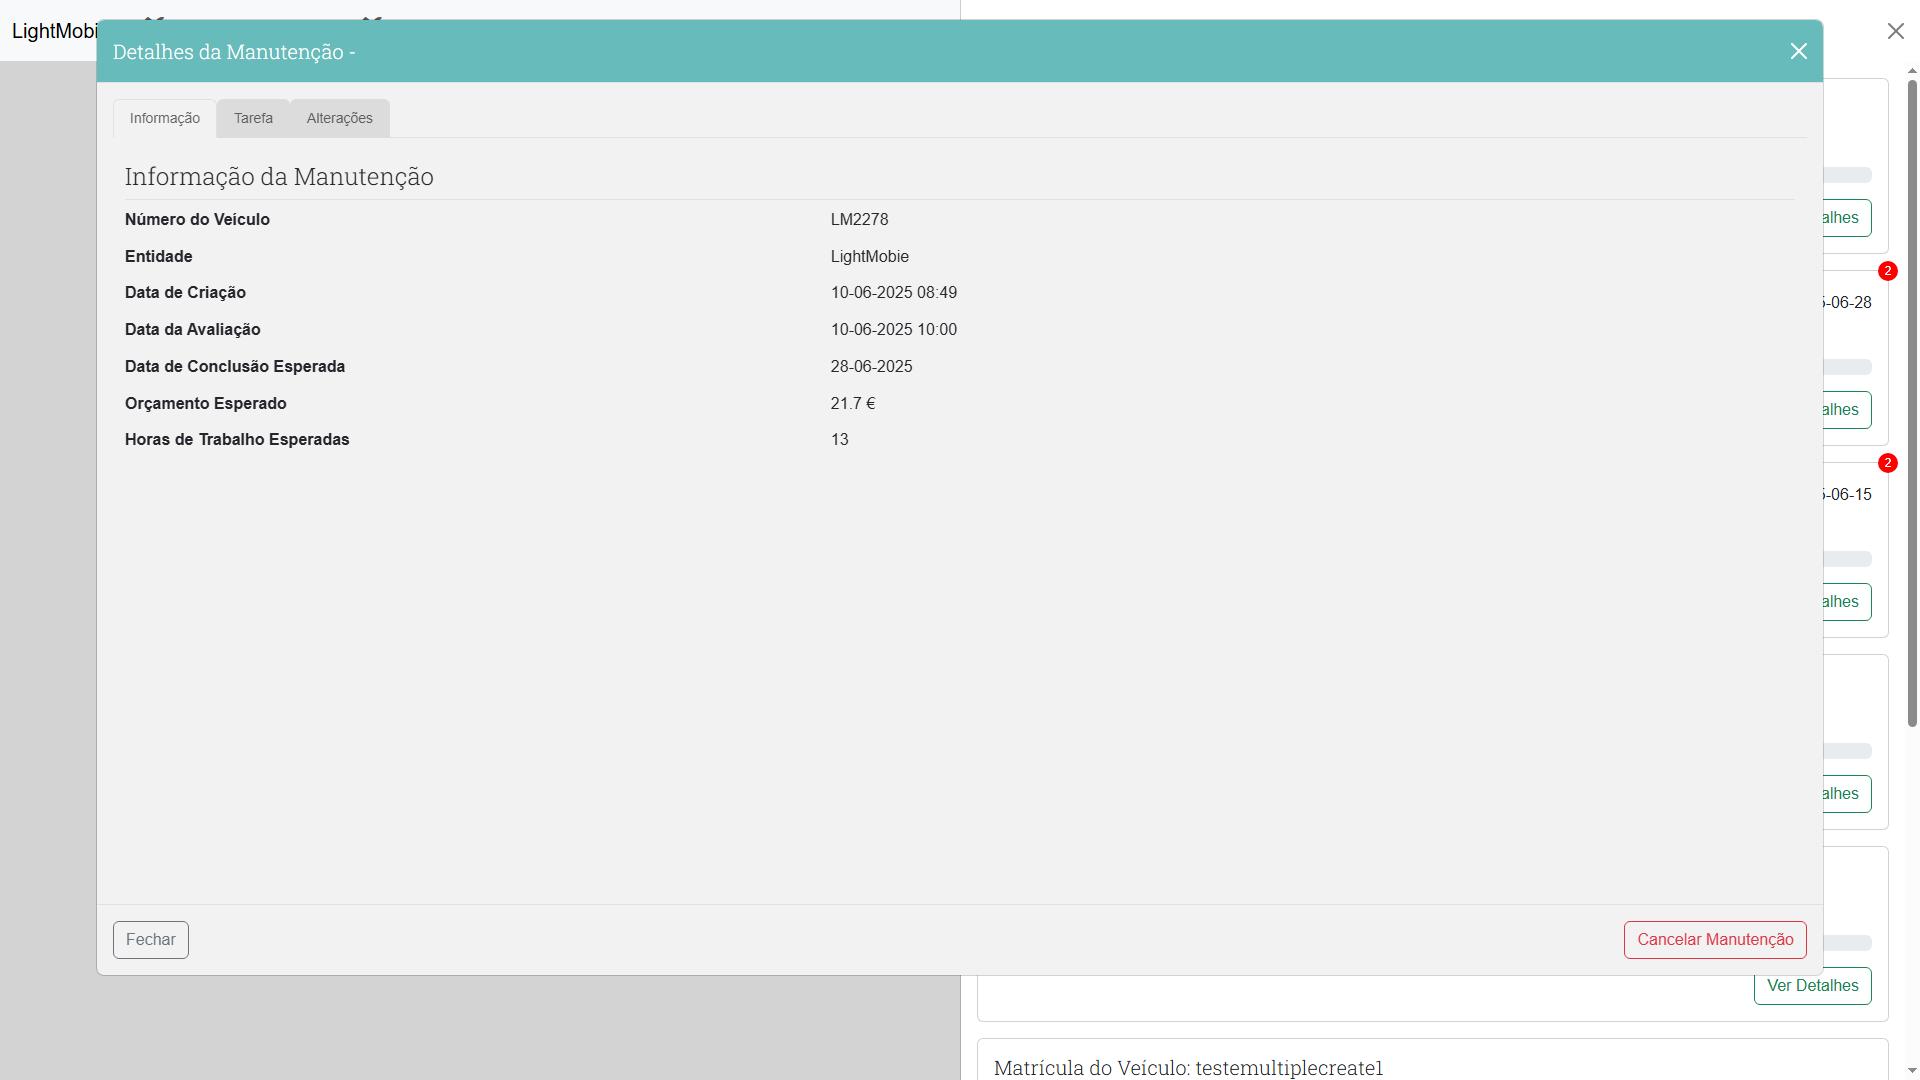 LightMobi
Detalhes da Manutenção -
Informação
Tarefa
Alterações
Informação da Manutenção
Número do Veículo LM2278
Entidade LightMobie
Data de Criação 10-06-2025 08:49
Data da Avaliação 10-06-2025 10:00
Data de Conclusão Esperada 28-06-2025
Orçamento Esperado 21.7 €
Horas de Trabalho Esperadas 13
Fechar
Cancelar Manutenção
alhes
2
-06-28
alhes
2
-06-15
alhes
alhes
Ver Detalhes
Matrícula do Veículo: testemultiplecreate1